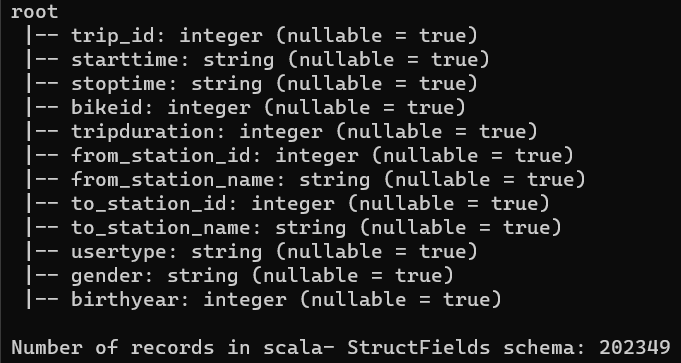 root
 |-- trip_id: integer (nullable = true)
 |-- starttime: string (nullable = true)
 |-- stoptime: string (nullable = true)
 |-- bikeid: integer (nullable = true)
 |-- tripduration: integer (nullable = true)
 |-- from_station_id: integer (nullable = true)
 |-- from_station_name: string (nullable = true)
 |-- to_station_id: integer (nullable = true)
 |-- to_station_name: string (nullable = true)
 |-- usertype: string (nullable = true)
 |-- gender: string (nullable = true)
 |-- birthyear: integer (nullable = true)
Number of records in scala- StructFields schema: 202349